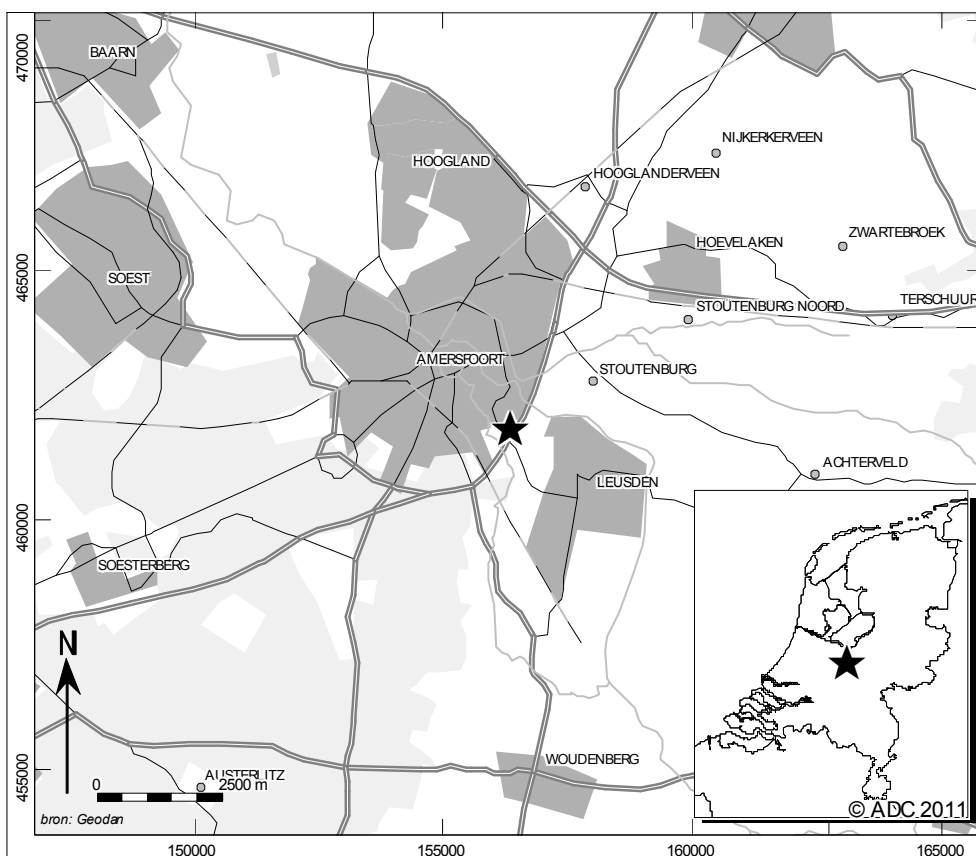 470000
BAARN
HOOGLAND
NIJKERKERVEEN
HOOGLANDERVEEN
HOEVELAKEN
ZWARTEBROEK
465000
SOEST
STOUTENBURG NOORD
TERSCHUUR
AMERSFOORT
STOUTENBURG
ACHTERVELD
LEUSDEN
460000
SOESTERBERG
N
WOUDENBERG
455000
AUSTERLITZ
0 2500 m
bron: Geodan
© ADC 2011
150000 155000 160000 165000